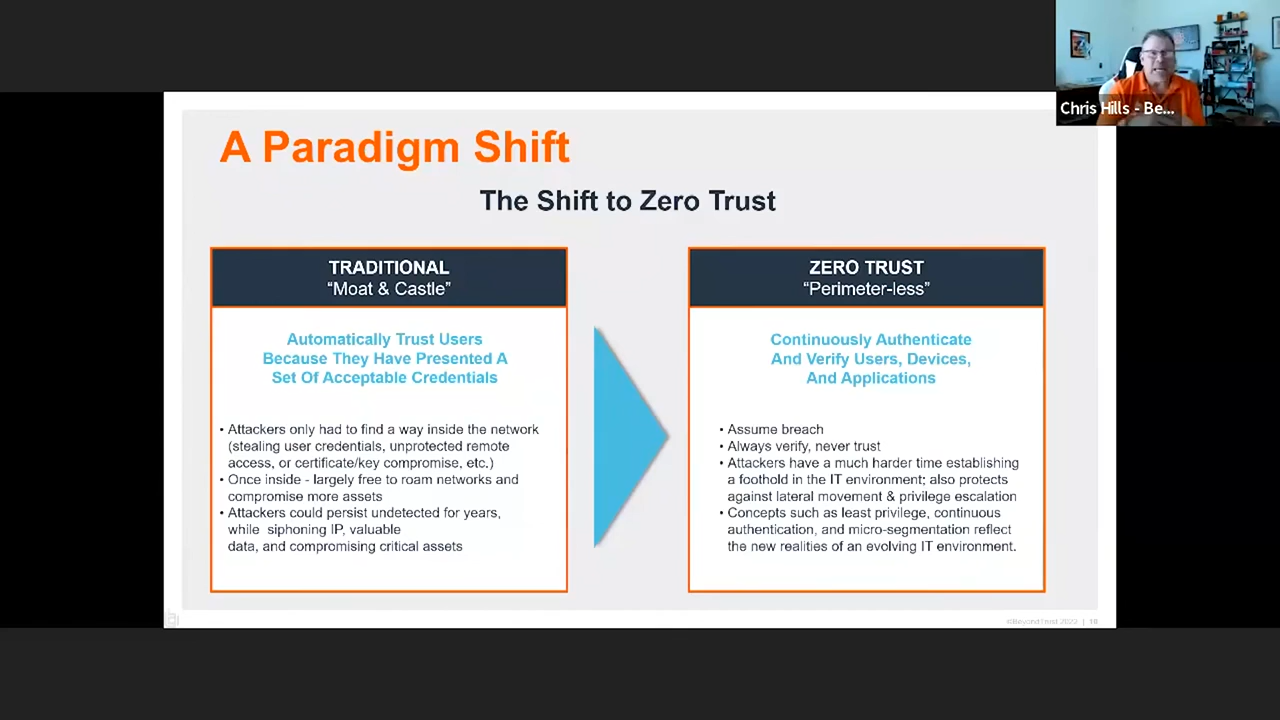 Chris Hills - Be...
A Paradigm Shift
The Shift to Zero Trust
TRADITIONAL
“Moat & Castle”
Automatically Trust Users
Because They Have Presented A
Set Of Acceptable Credentials
• Attackers only had to find a way inside the network
(stealing user credentials, unprotected remote
access, or certificate/key compromise, etc.)
• Once inside - largely free to roam networks and
compromise more assets
• Attackers could persist undetected for years,
while siphoning IP, valuable
data, and compromising critical assets
ZERO TRUST
“Perimeter-less”
Continuously Authenticate
And Verify Users, Devices,
And Applications
• Assume breach
• Always verify, never trust
• Attackers have a much harder time establishing
a foothold in the IT environment; also protects
against lateral movement & privilege escalation
• Concepts such as least privilege, continuous
authentication, and micro-segmentation reflect
the new realities of an evolving IT environment.
©BeyondTrust